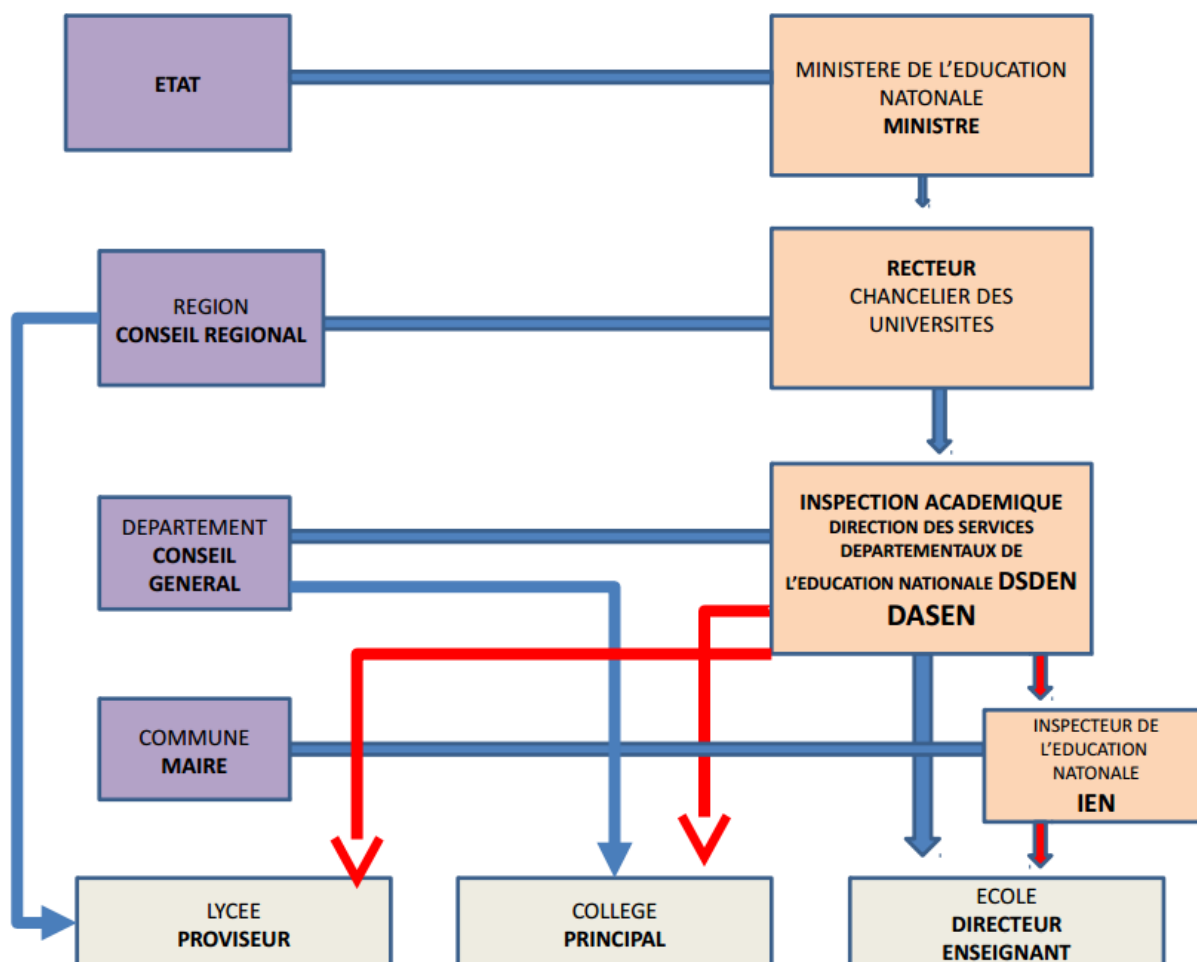 ETAT
MINISTERE DE L'EDUCATION
NATONALE
MINISTRE
RECTEUR
CHANCELIER DES
UNIVERSITES
REGION
CONSEIL REGIONAL
INSPECTION ACADEMIQUE
DIRECTION DES SERVICES
DEPARTEMENTAUX DE
L'EDUCATION NATIONALE DSDEN
DASEN
DEPARTEMENT
CONSEIL
GENERAL
COMMUNE
MAIRE
INSPECTEUR DE
L'EDUCATION
NATONALE
IEN
LYCEE
PROVISEUR
COLLEGE
PRINCIPAL
ECOLE
DIRECTEUR
ENSEIGNANT